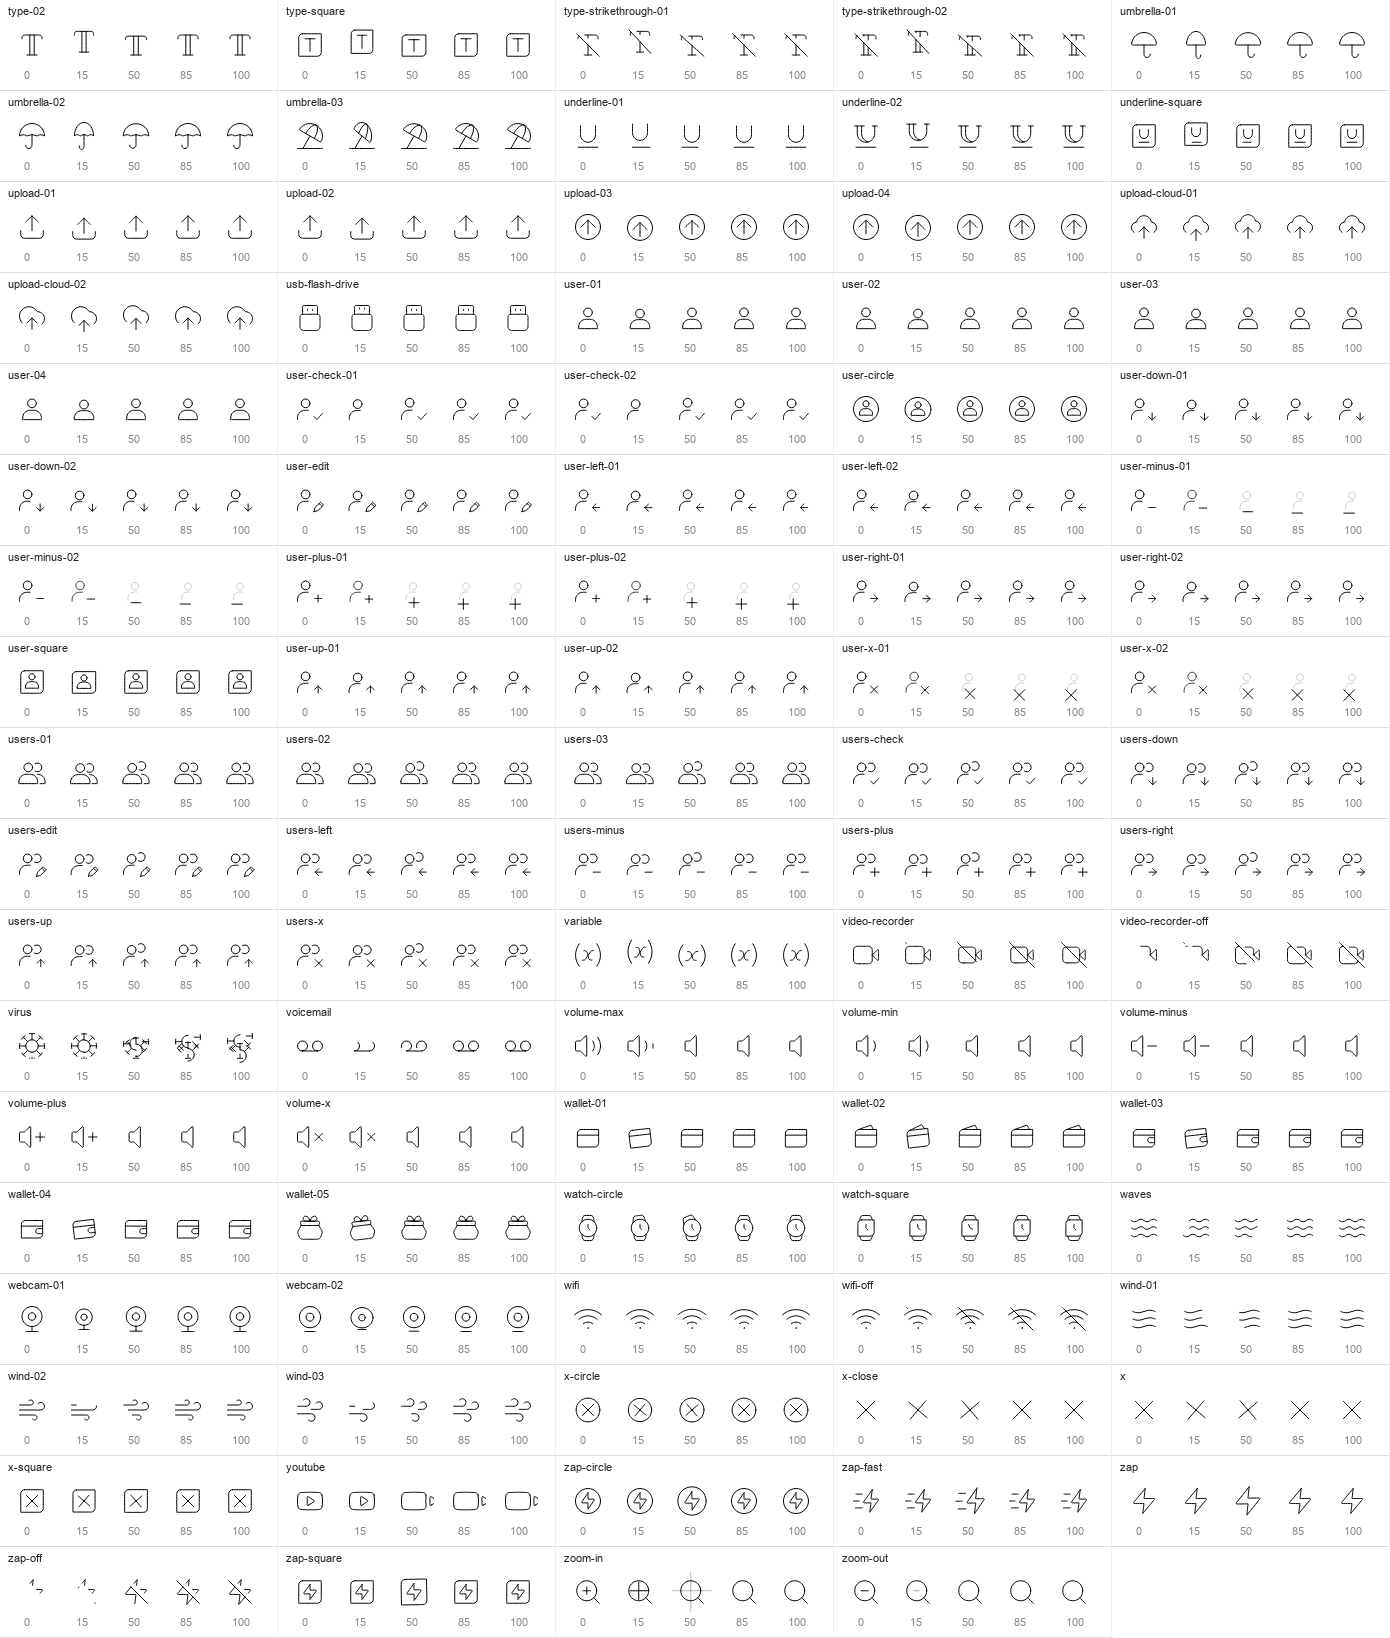 type-02 type-square type-strikethrough-01 type-strikethrough-02 umbrella-01
0 15 50 85 100 0 15 50 85 100 0 15 50 85 100 0 15 50 85 100 0 15 50 85 100
umbrella-02 umbrella-03 underline-01 underline-02 underline-square
0 15 50 85 100 0 15 50 85 100 0 15 50 85 100 0 15 50 85 100 0 15 50 85 100
upload-01 upload-02 upload-03 upload-04 upload-cloud-01
0 15 50 85 100 0 15 50 85 100 0 15 50 85 100 0 15 50 85 100 0 15 50 85 100
upload-cloud-02 usb-flash-drive user-01 user-02 user-03
0 15 50 85 100 0 15 50 85 100 0 15 50 85 100 0 15 50 85 100 0 15 50 85 100
user-04 user-check-01 user-check-02 user-circle user-down-01
0 15 50 85 100 0 15 50 85 100 0 15 50 85 100 0 15 50 85 100 0 15 50 85 100
user-down-02 user-edit user-left-01 user-left-02 user-minus-01
0 15 50 85 100 0 15 50 85 100 0 15 50 85 100 0 15 50 85 100 0 15 50 85 100
user-minus-02 user-plus-01 user-plus-02 user-right-01 user-right-02
0 15 50 85 100 0 15 50 85 100 0 15 50 85 100 0 15 50 85 100 0 15 50 85 100
user-square user-up-01 user-up-02 user-x-01 user-x-02
0 15 50 85 100 0 15 50 85 100 0 15 50 85 100 0 15 50 85 100 0 15 50 85 100
users-01 users-02 users-03 users-check users-down
0 15 50 85 100 0 15 50 85 100 0 15 50 85 100 0 15 50 85 100 0 15 50 85 100
users-edit users-left users-minus users-plus users-right
0 15 50 85 100 0 15 50 85 100 0 15 50 85 100 0 15 50 85 100 0 15 50 85 100
users-up users-x variable video-recorder video-recorder-off
0 15 50 85 100 0 15 50 85 100 0 15 50 85 100 0 15 50 85 100 0 15 50 85 100
virus voicemail volume-max volume-min volume-minus
0 15 50 85 100 0 15 50 85 100 0 15 50 85 100 0 15 50 85 100 0 15 50 85 100
volume-plus volume-x wallet-01 wallet-02 wallet-03
0 15 50 85 100 0 15 50 85 100 0 15 50 85 100 0 15 50 85 100 0 15 50 85 100
wallet-04 wallet-05 watch-circle watch-square waves
0 15 50 85 100 0 15 50 85 100 0 15 50 85 100 0 15 50 85 100 0 15 50 85 100
webcam-01 webcam-02 wifi wifi-off wind-01
0 15 50 85 100 0 15 50 85 100 0 15 50 85 100 0 15 50 85 100 0 15 50 85 100
wind-02 wind-03 x-circle x-close x
0 15 50 85 100 0 15 50 85 100 0 15 50 85 100 0 15 50 85 100 0 15 50 85 100
x-square youtube zap-circle zap-fast zap
0 15 50 85 100 0 15 50 85 100 0 15 50 85 100 0 15 50 85 100 0 15 50 85 100
zap-off zap-square zoom-in zoom-out
0 15 50 85 100 0 15 50 85 100 0 15 50 85 100 0 15 50 85 100